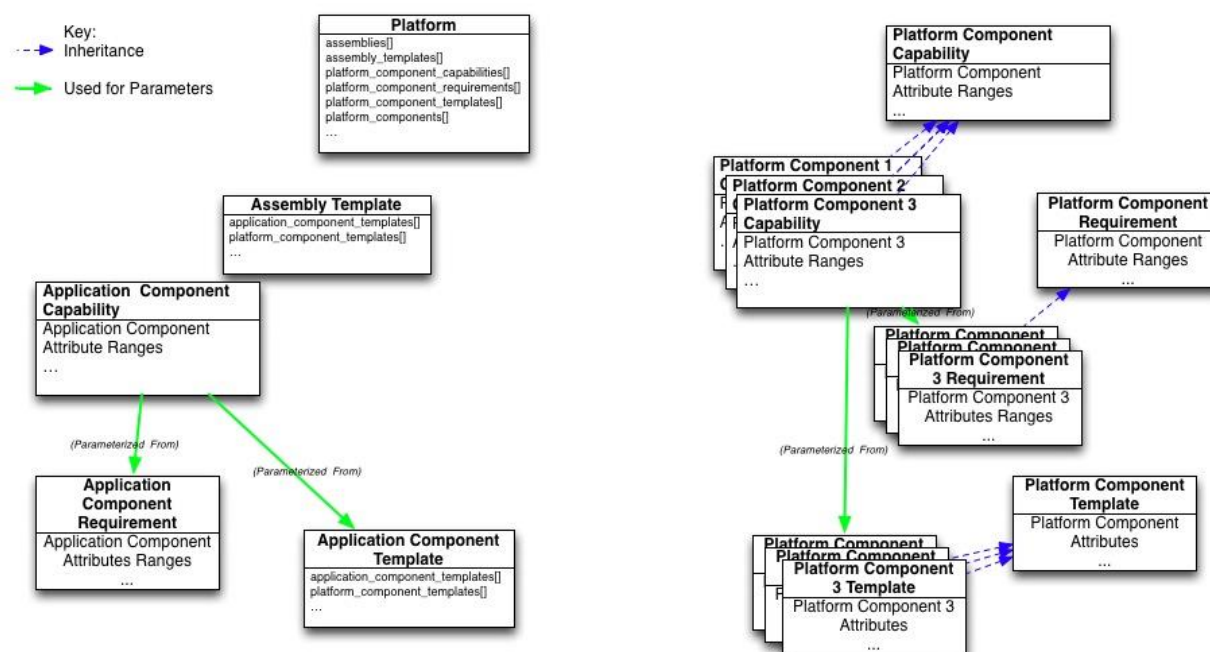 Key:
Inheritance
Used for Parameters
Platform
assemblies[]
assembly_templates[]
platform_component_capabilities[]
platform_component_requirements[]
platform_component_templates[]
platform_components[]
...
Assembly Template
application_component_templates[]
platform_component_templates[]
...
Application Component
Capability
Application Component
Attribute Ranges
...
(Parameterized From)
(Parameterized From)
Application
Component
Requirement
Application Component
Attributes Ranges
...
Application Component
Template
application_component_templates[]
platform_component_templates[]
...
Platform Component
Capability
Platform Component
Attribute Ranges
...
Platform Component 1
Platform Component 2
Platform Component 3
Capability
Platform Component 3
Attribute Ranges
...
Platform Component
Requirement
Platform Component
Attribute Ranges
...
(Parameterized From)
Platform Component
Platform Component
Platform Component
3 Requirement
Platform Component 3
Attributes Ranges
...
(Parameterized From)
Platform Component
Template
Platform Component
Attributes
...
Platform Component
Platform Component
Platform Component
3 Template
Platform Component 3
Attributes
...